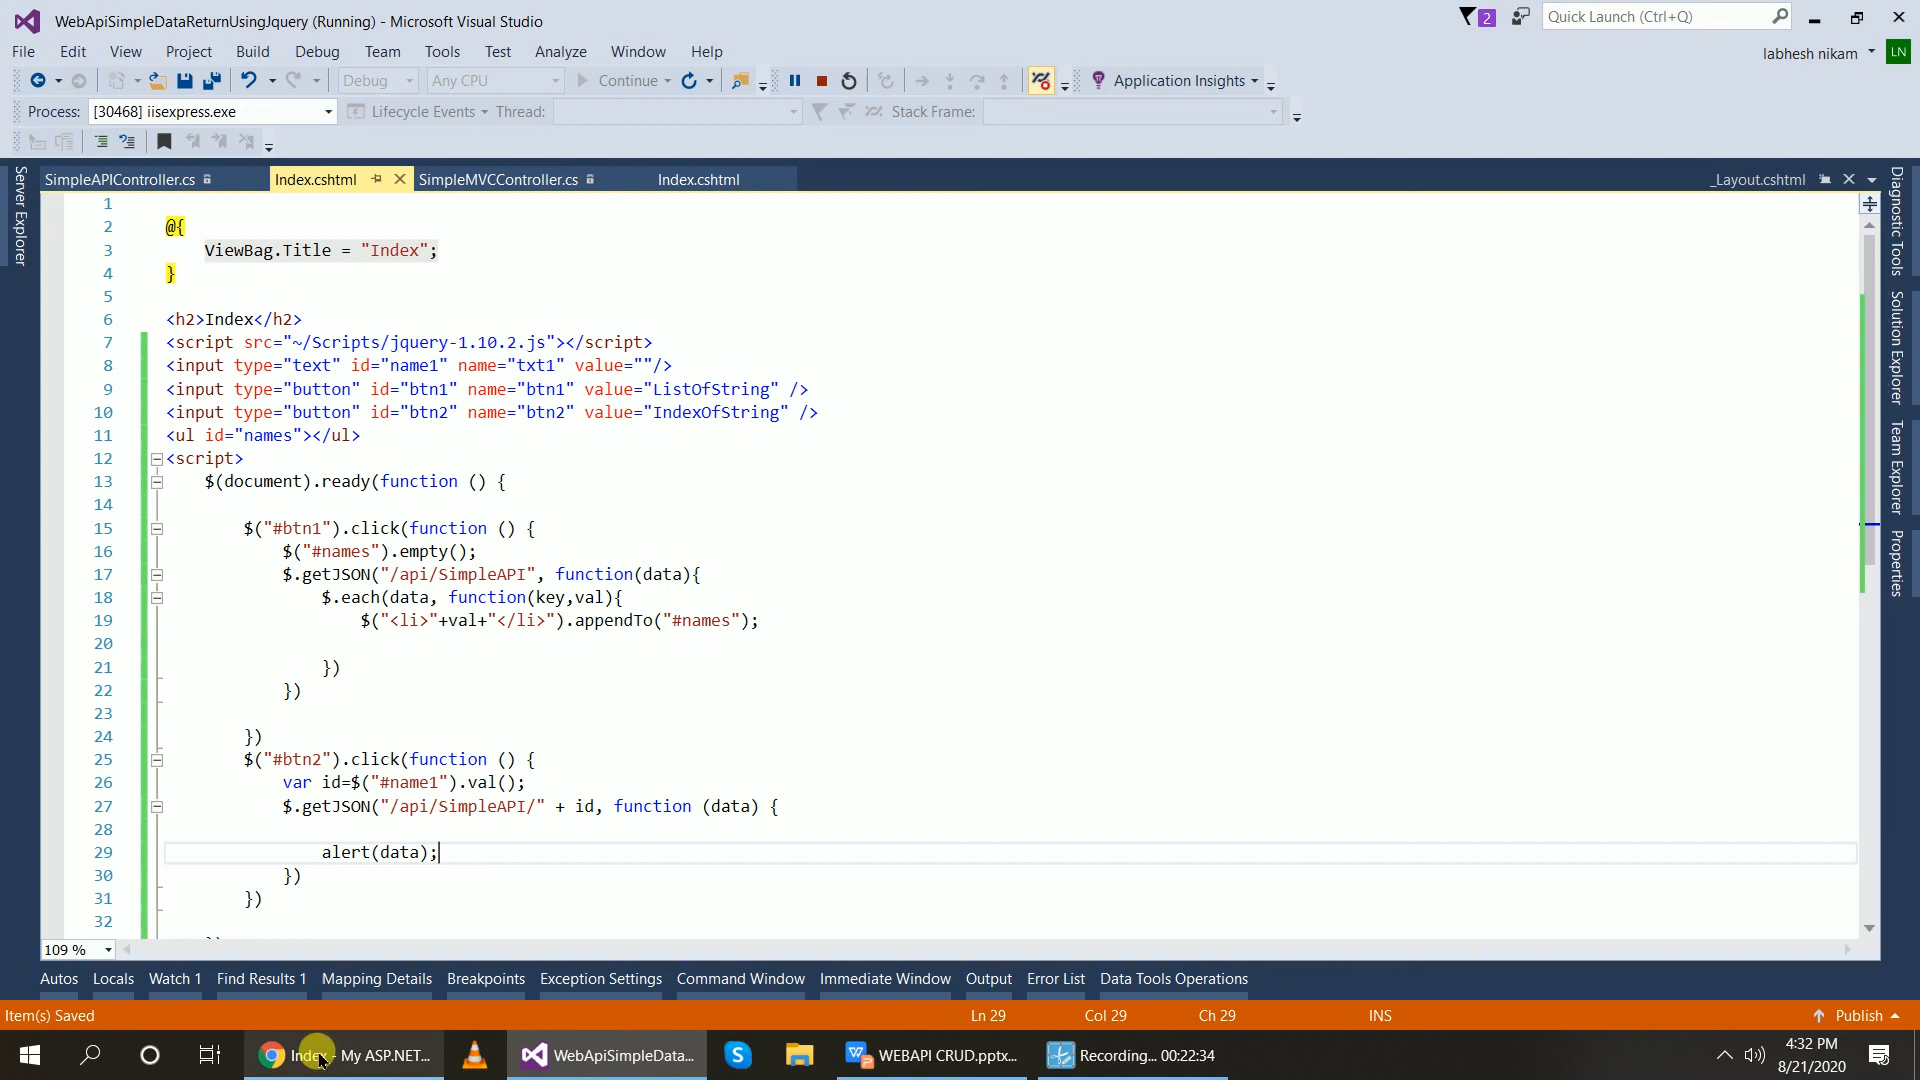 WebApiSimpleDataReturnUsingJquery (Running) - Microsoft Visual Studio
2
Quick Launch (Ctrl+Q)
File Edit View Project Build Debug Team Tools Test Analyze Window Help
labhesh nikam LN
Debug Any CPU Continue Application Insights
Process: [30468] iisexpress.exe Lifecycle Events Thread: Stack Frame:
SimpleAPIController.cs Index.cshtml SimpleMVCController.cs Index.cshtml _Layout.cshtml
Server Explorer
Diagnostic Tools
Solution Explorer
Team Explorer
Properties
1
2 @{
3 ViewBag.Title = "Index";
4 }
5
6 <h2>Index</h2>
7 <script src="~/Scripts/jquery-1.10.2.js"></script>
8 <input type="text" id="name1" name="txt1" value=""/>
9 <input type="button" id="btn1" name="btn1" value="ListOfString" />
10 <input type="button" id="btn2" name="btn2" value="IndexOfString" />
11 <ul id="names"></ul>
12 <script>
13 $(document).ready(function () {
14
15 $("#btn1").click(function () {
16 $("#names").empty();
17 $.getJSON("/api/SimpleAPI", function(data){
18 $.each(data, function(key,val){
19 $("<li>"+val+"</li>").appendTo("#names");
20
21 })
22 })
23
24 })
25 $("#btn2").click(function () {
26 var id=$("#name1").val();
27 $.getJSON("/api/SimpleAPI/" + id, function (data) {
28
29 alert(data);
30 })
31 })
32
109 %
Autos Locals Watch 1 Find Results 1 Mapping Details Breakpoints Exception Settings Command Window Immediate Window Output Error List Data Tools Operations
Item(s) Saved Ln 29 Col 29 Ch 29 INS Publish
Index - My ASP.NET... WebApiSimpleData... WEBAPI CRUD.pptx... Recording... 00:22:34
4:32 PM
8/21/2020